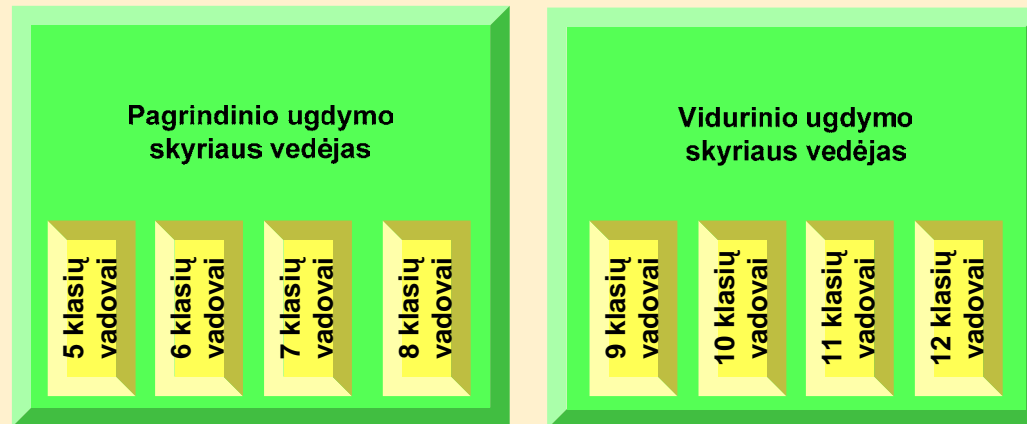 Pagrindinio ugdymo
skyriaus vedėjas
5 klasių
vadovai
6 klasių
vadovai
7 klasių
vadovai
8 klasių
vadovai
Vidurinio ugdymo
skyriaus vedėjas
9 klasių
vadovai
10 klasių
vadovai
11 klasių
vadovai
12 klasių
vadovai